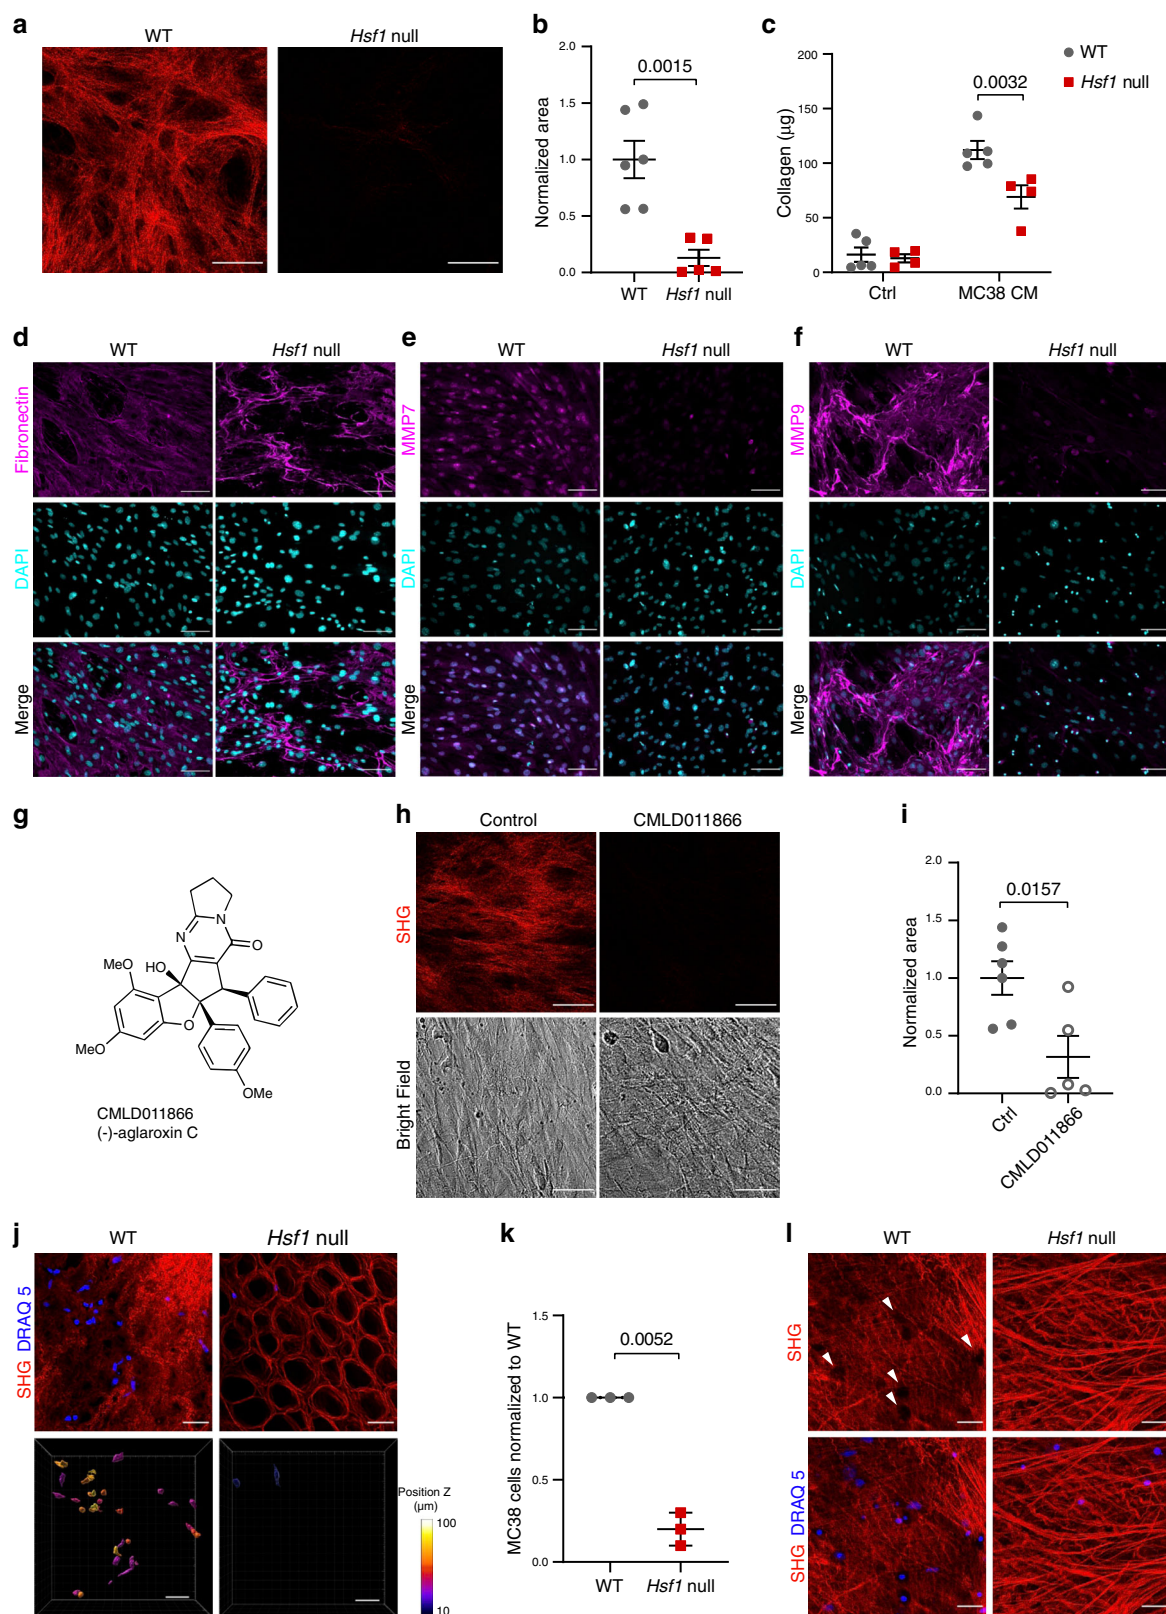 a
WT
Hsf1 null
b
2.0
1.5
1.0
0.5
0.0
Normalized area
0.0015
WT
Hsf1 null
c
200
150
100
50
0
Collagen (µg)
0.0032
Ctrl
MC38 CM
WT
Hsf1 null
d
WT
Hsf1 null
Fibronectin
DAPI
Merge
e
WT
Hsf1 null
MMP7
DAPI
Merge
f
WT
Hsf1 null
MMP9
DAPI
Merge
g
N
N
O
HO
MeO
O
MeO
OMe
CMLD011866
(-)-aglaroxin C
h
Control
CMLD011866
SHG
Bright Field
i
2.0
1.5
1.0
0.5
0.0
Normalized area
0.0157
Ctrl
CMLD011866
j
WT
Hsf1 null
SHG DRAQ 5
Position Z
(µm)
100
10
k
1.5
1.0
0.5
0.0
MC38 cells normalized to WT
0.0052
WT
Hsf1 null
l
WT
Hsf1 null
SHG
SHG DRAQ 5